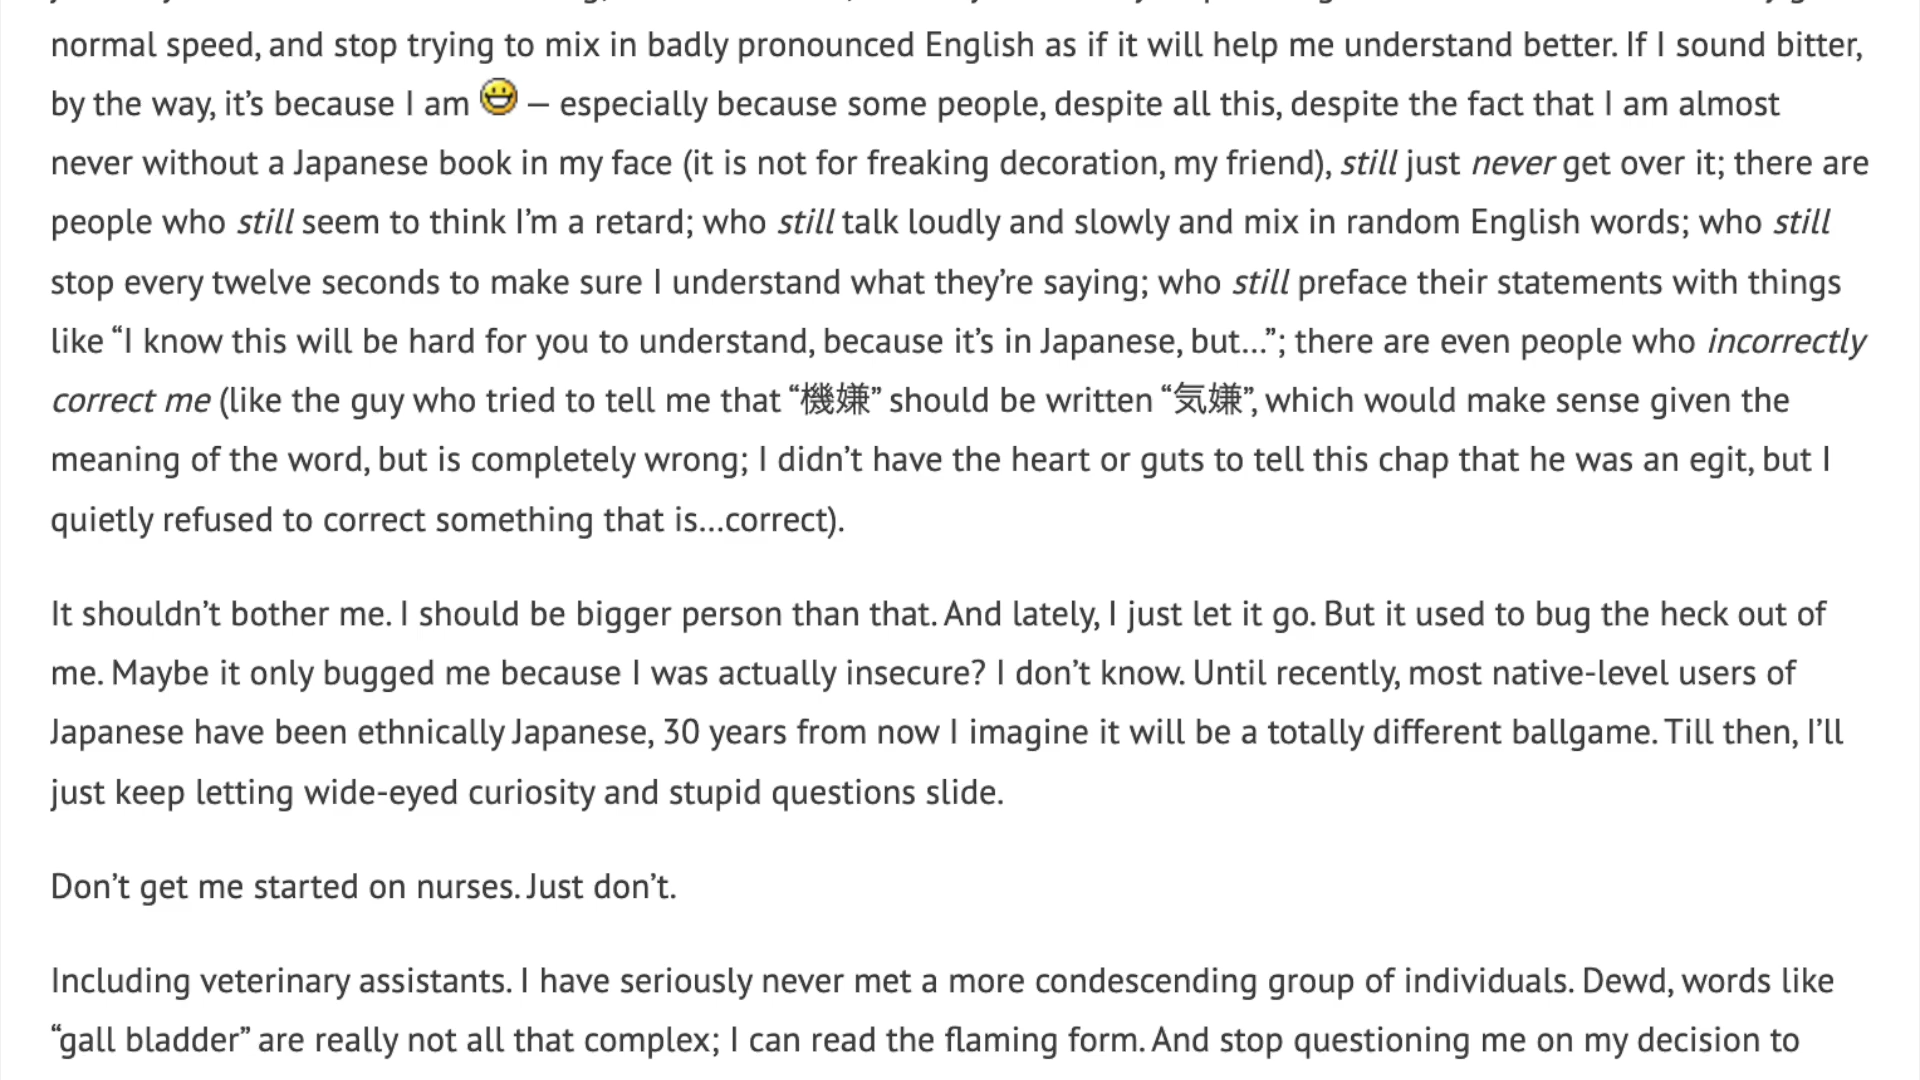 normal speed, and stop trying to mix in badly pronounced English as if it will help me understand better. If I sound bitter,
by the way, it’s because I am 😀 – especially because some people, despite all this, despite the fact that I am almost
never without a Japanese book in my face (it is not for freaking decoration, my friend), still just never get over it; there are
people who still seem to think I’m a retard; who still talk loudly and slowly and mix in random English words; who still
stop every twelve seconds to make sure I understand what they’re saying; who still preface their statements with things
like “I know this will be hard for you to understand, because it’s in Japanese, but…”; there are even people who incorrectly
correct me (like the guy who tried to tell me that “機嫌” should be written “気嫌”, which would make sense given the
meaning of the word, but is completely wrong; I didn’t have the heart or guts to tell this chap that he was an egit, but I
quietly refused to correct something that is…correct).
It shouldn’t bother me. I should be bigger person than that. And lately, I just let it go. But it used to bug the heck out of
me. Maybe it only bugged me because I was actually insecure? I don’t know. Until recently, most native-level users of
Japanese have been ethnically Japanese, 30 years from now I imagine it will be a totally different ballgame. Till then, I’ll
just keep letting wide-eyed curiosity and stupid questions slide.
Don’t get me started on nurses. Just don’t.
Including veterinary assistants. I have seriously never met a more condescending group of individuals. Dewd, words like
“gall bladder” are really not all that complex; I can read the flaming form. And stop questioning me on my decision to